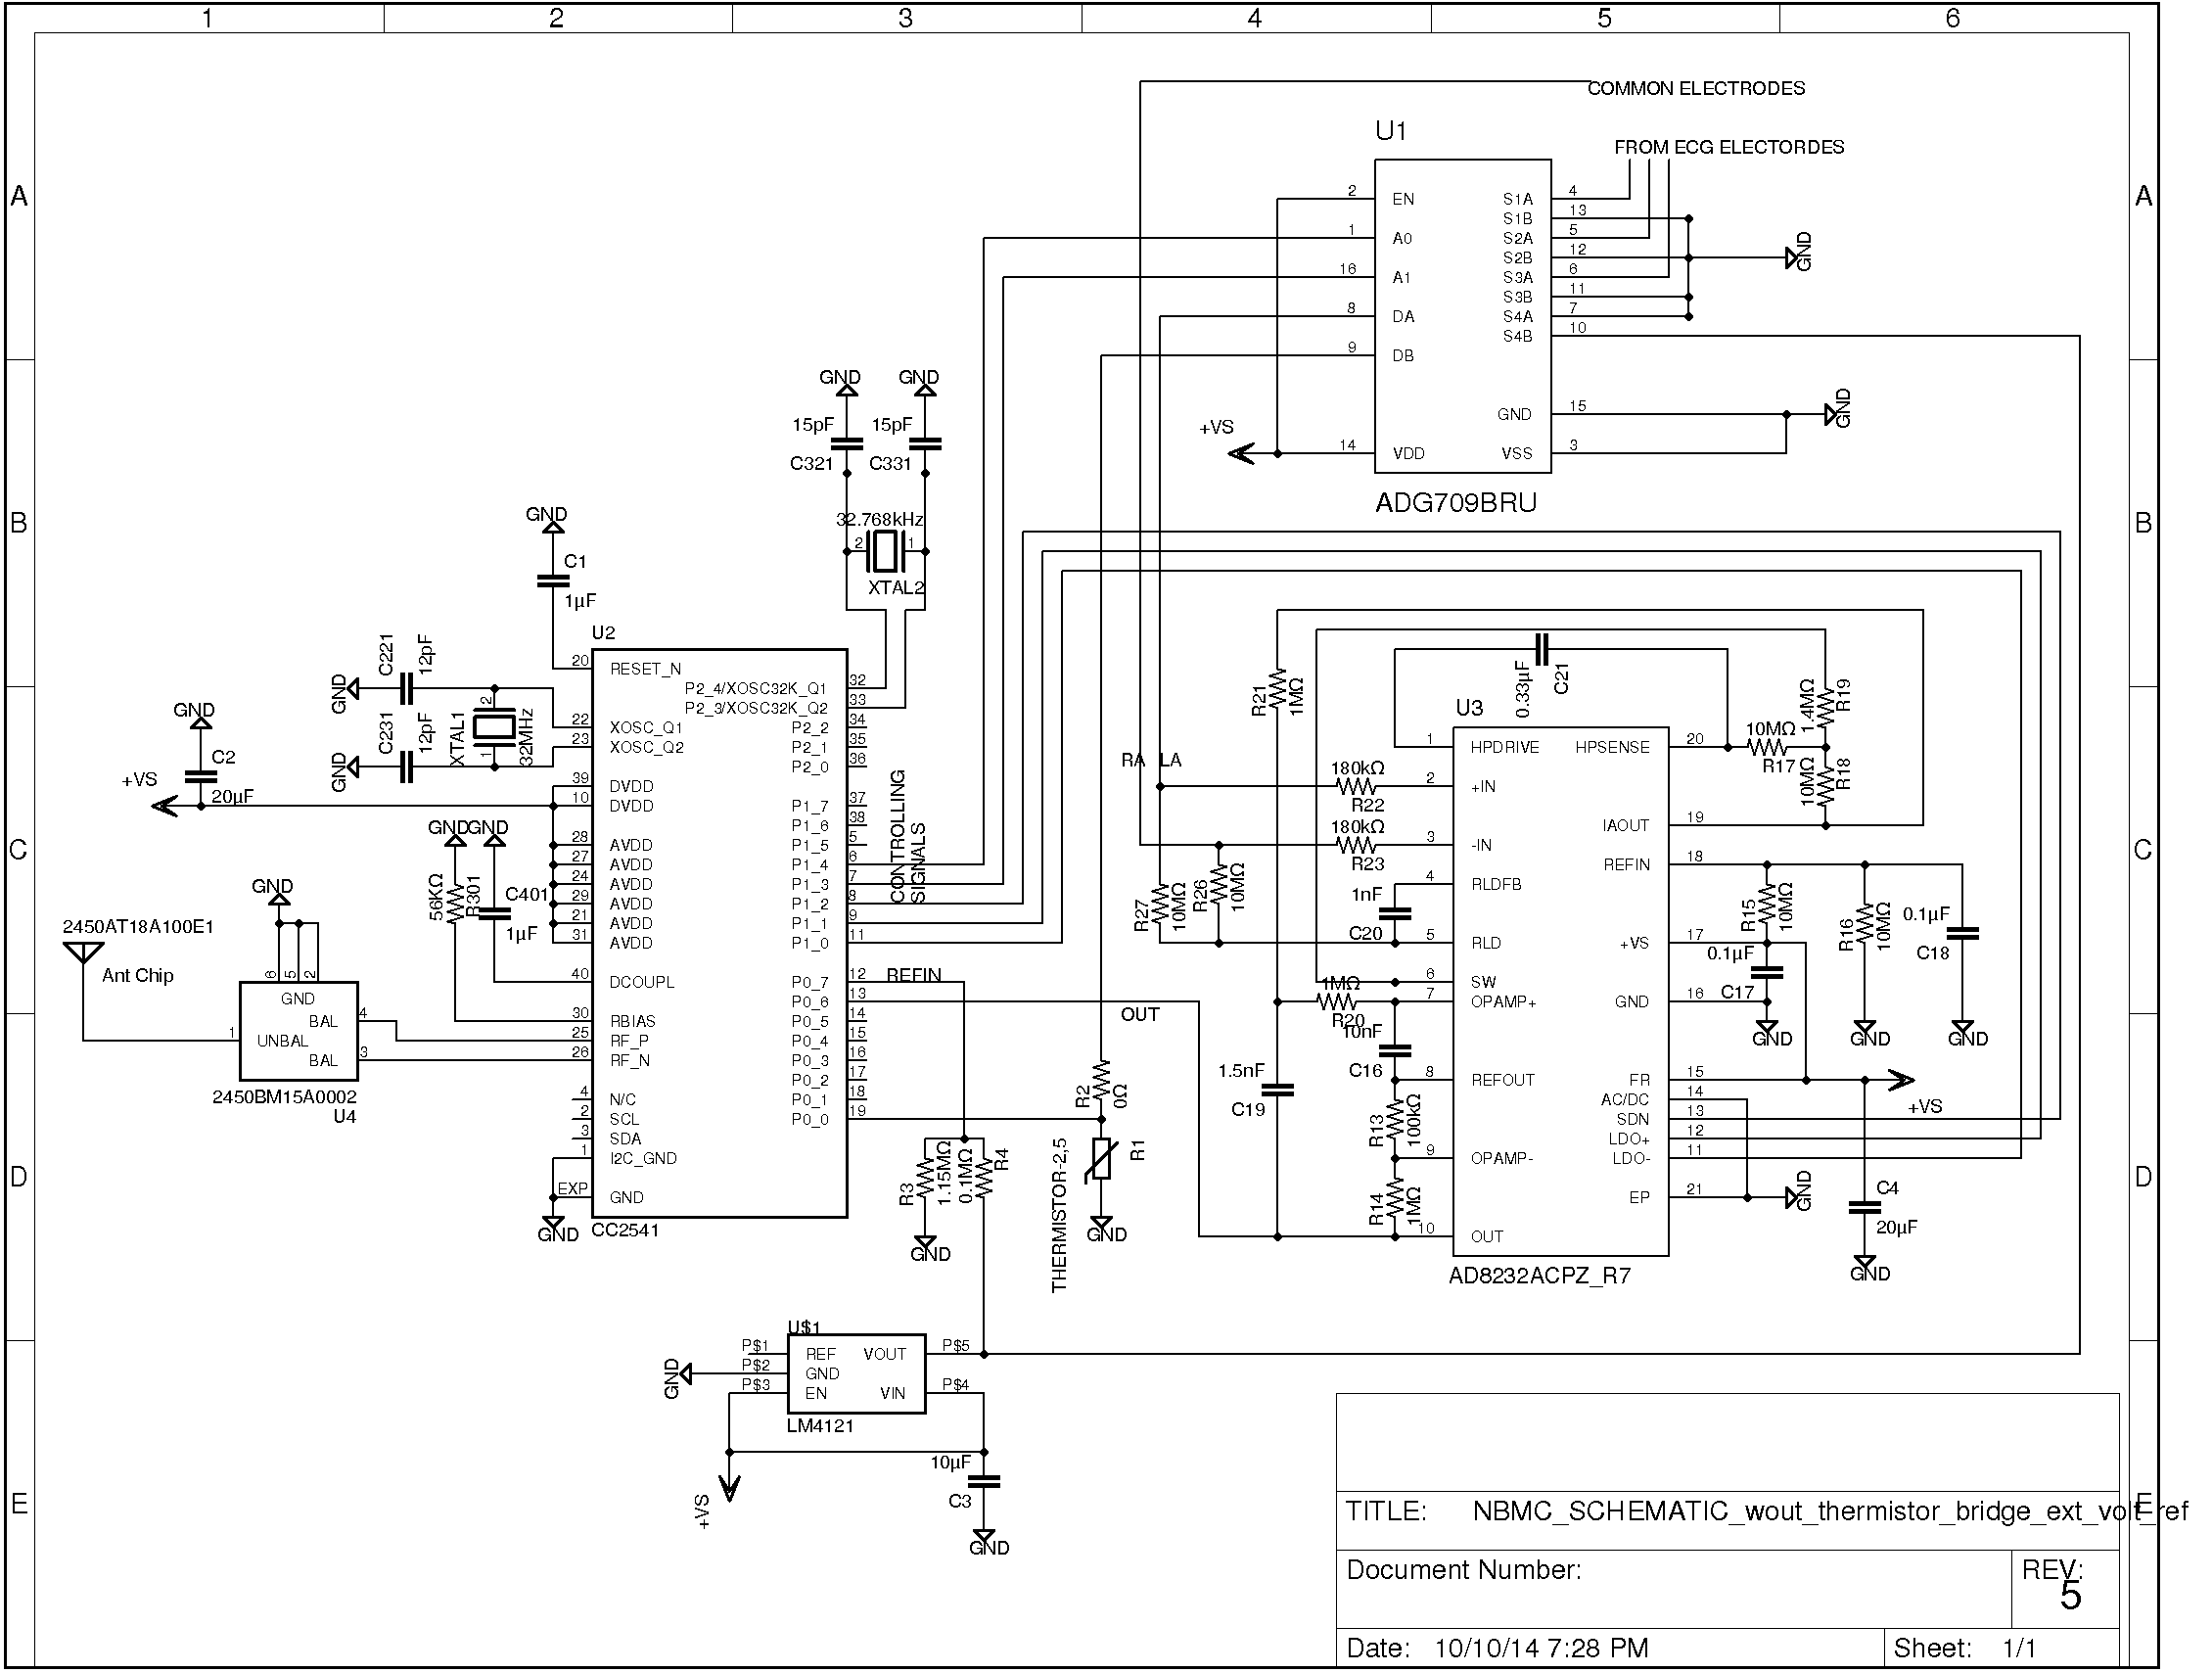 1 2 3 4 5 6
A A
B B
C C
D D
E E
COMMON ELECTRODES
FROM ECG ELECTORDES
U1
2 EN
1 A0
16 A1
8 DA
9 DB
14 VDD
S1A 4
S1B 13
S2A 5
S2B 12
S3A 6
S3B 11
S4A 7
S4B 10
GND 15
VSS 3
GND
GND
+VS
ADG709BRU
GND GND
15pF 15pF
C321 C331
32.768kHz
2 1
XTAL2
GND
C1
1µF
U2
20 RESET_N
22 XOSC_Q1
23 XOSC_Q2
39 DVDD
10 DVDD
28 AVDD
27 AVDD
24 AVDD
29 AVDD
21 AVDD
31 AVDD
40 DCOUPL
30 RBIAS
25 RF_P
26 RF_N
4 N/C
2 SCL
3 SDA
1 I2C_GND
EXP GND
P2_4/XOSC32K_Q1 32
P2_3/XOSC32K_Q2 33
P2_2 34
P2_1 35
P2_0 36
P1_7 37
P1_6 38
P1_5 5
P1_4 6
P1_3 7
P1_2 8
P1_1 9
P1_0 11
P0_7 12
P0_6 13
P0_5 14
P0_4 15
P0_3 16
P0_2 17
P0_1 18
P0_0 19
CC2541
GND
CONTROLLING
SIGNALS
REFIN
OUT
GND
C221
12pF
GND
C231
12pF
XTAL1
32MHz
2
1
GND
C2
20µF
+VS
GND GND
56KΩ
R301
C401
1µF
GND
2450AT18A100E1
Ant Chip
6 5 2
GND
BAL 4
1 UNBAL
BAL 3
2450BM15A0002
U4
R3
1.15MΩ
0.1MΩ
R4
GND
R2
0Ω
THERMISTOR-2,5
R1
GND
RA LA
R21
1MΩ
0.33µF
C21
1.4MΩ
R19
10MΩ
R17
10MΩ
R18
180kΩ
R22
180kΩ
R23
R27
10MΩ
R26
10MΩ
1nF
C20
1MΩ
R20
10nF
C16
1.5nF
C19
R13
100kΩ
R14
1MΩ
U3
1 HPDRIVE
2 +IN
3 -IN
4 RLDFB
5 RLD
6 SW
7 OPAMP+
8 REFOUT
9 OPAMP-
10 OUT
HPSENSE 20
IAOUT 19
REFIN 18
+VS 17
GND 16
FR 15
AC/DC 14
SDN 13
LDO+ 12
LDO- 11
EP 21
AD8232ACPZ_R7
R15
10MΩ
0.1µF
C17
R16
10MΩ
0.1µF
C18
GND GND GND
+VS
GND
C4
20µF
GND
U$1
P$1 REF
P$2 GND
P$3 EN
VOUT P$5
VIN P$4
LM4121
GND
+VS
10µF
C3
GND
TITLE: NBMC_SCHEMATIC_wout_thermistor_bridge_ext_volt_ref
Document Number:
REV:
5
Date: 10/10/14 7:28 PM
Sheet: 1/1